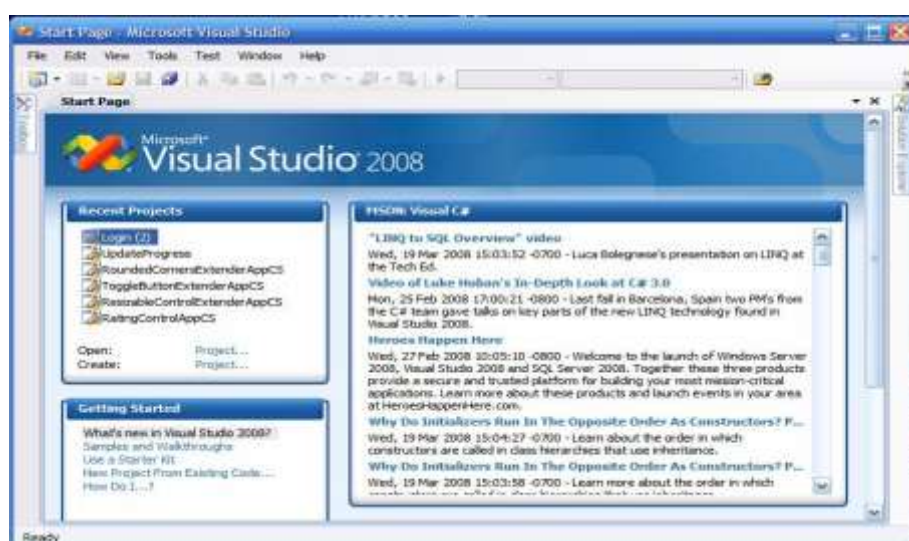 Start Page - Microsoft Visual Studio
File Edit View Tools Test Window Help
Start Page
Toolbox
Solution Explorer
Microsoft®
Visual Studio® 2008
Recent Projects
Login (2)
UpdateProgress
RoundedCornersExtenderAppCS
ToggleButtonExtenderAppCS
ResizableControlExtenderAppCS
RatingControlAppCS
Open: Project...
Create: Project...
Getting Started
What's new in Visual Studio 2008?
Samples and Walkthroughs
Use a Starter Kit
New Project From Existing Code...
How Do I...?
MSDN: Visual C#
"LINQ to SQL Overview" video
Wed, 19 Mar 2008 15:03:52 -0700 - Luca Bolognese's presentation on LINQ at
the Tech Ed.
Video of Luke Hoban's In-Depth Look at C# 3.0
Mon, 25 Feb 2008 17:00:21 -0800 - Last fall in Barcelona, Spain two PM's from
the C# team gave talks on key parts of the new LINQ technology found in
Visual Studio 2008.
Heroes Happen Here
Wed, 27 Feb 2008 10:05:10 -0800 - Welcome to the launch of Windows Server
2008, Visual Studio 2008 and SQL Server 2008. Together these three products
provide a secure and trusted platform for building your most mission-critical
applications. Learn more about these products and launch events in your area
at HeroesHappenHere.com.
Why Do Initializers Run In The Opposite Order As Constructors? P...
Wed, 19 Mar 2008 15:04:27 -0700 - Learn about the order in which
constructors are called in class hierarchies that use inheritance.
Why Do Initializers Run In The Opposite Order As Constructors? P...
Wed, 19 Mar 2008 15:03:58 -0700 - Learn more about the order in which
Ready